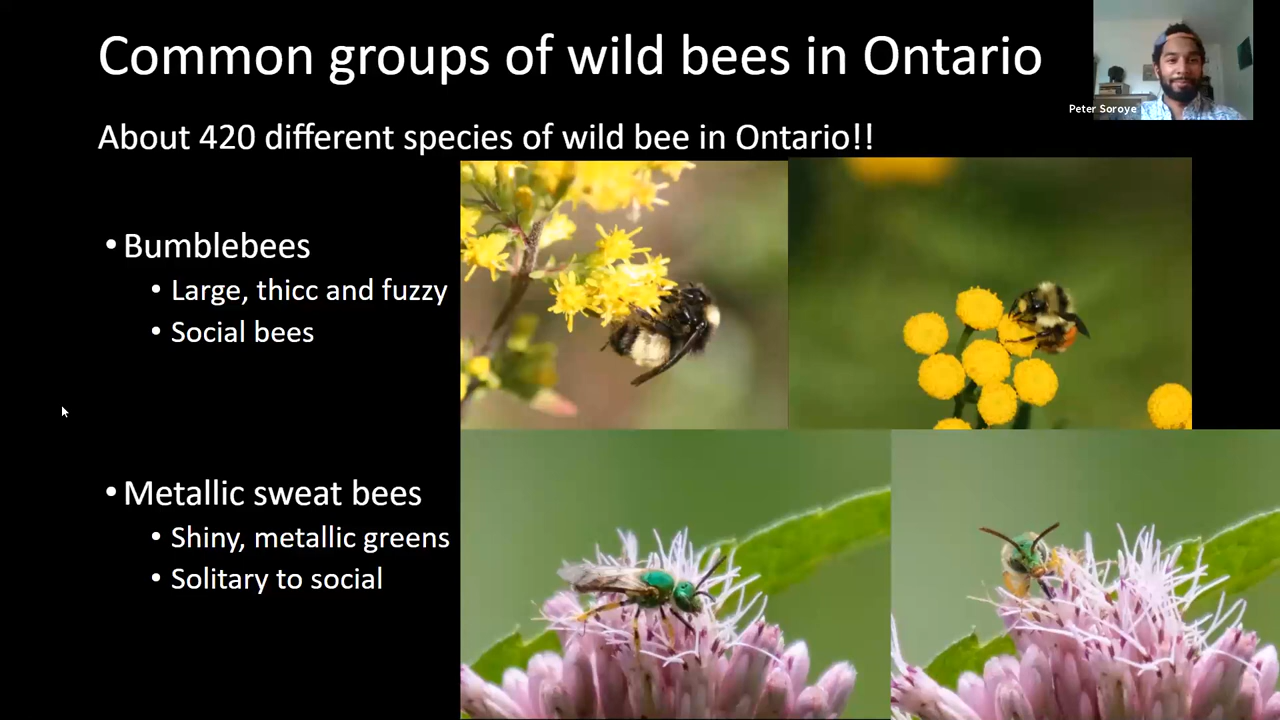 Common groups of wild bees in Ontario
Peter Soroye
About 420 different species of wild bee in Ontario!!
• Bumblebees
• Large, thicc and fuzzy
• Social bees
• Metallic sweat bees
• Shiny, metallic greens
• Solitary to social